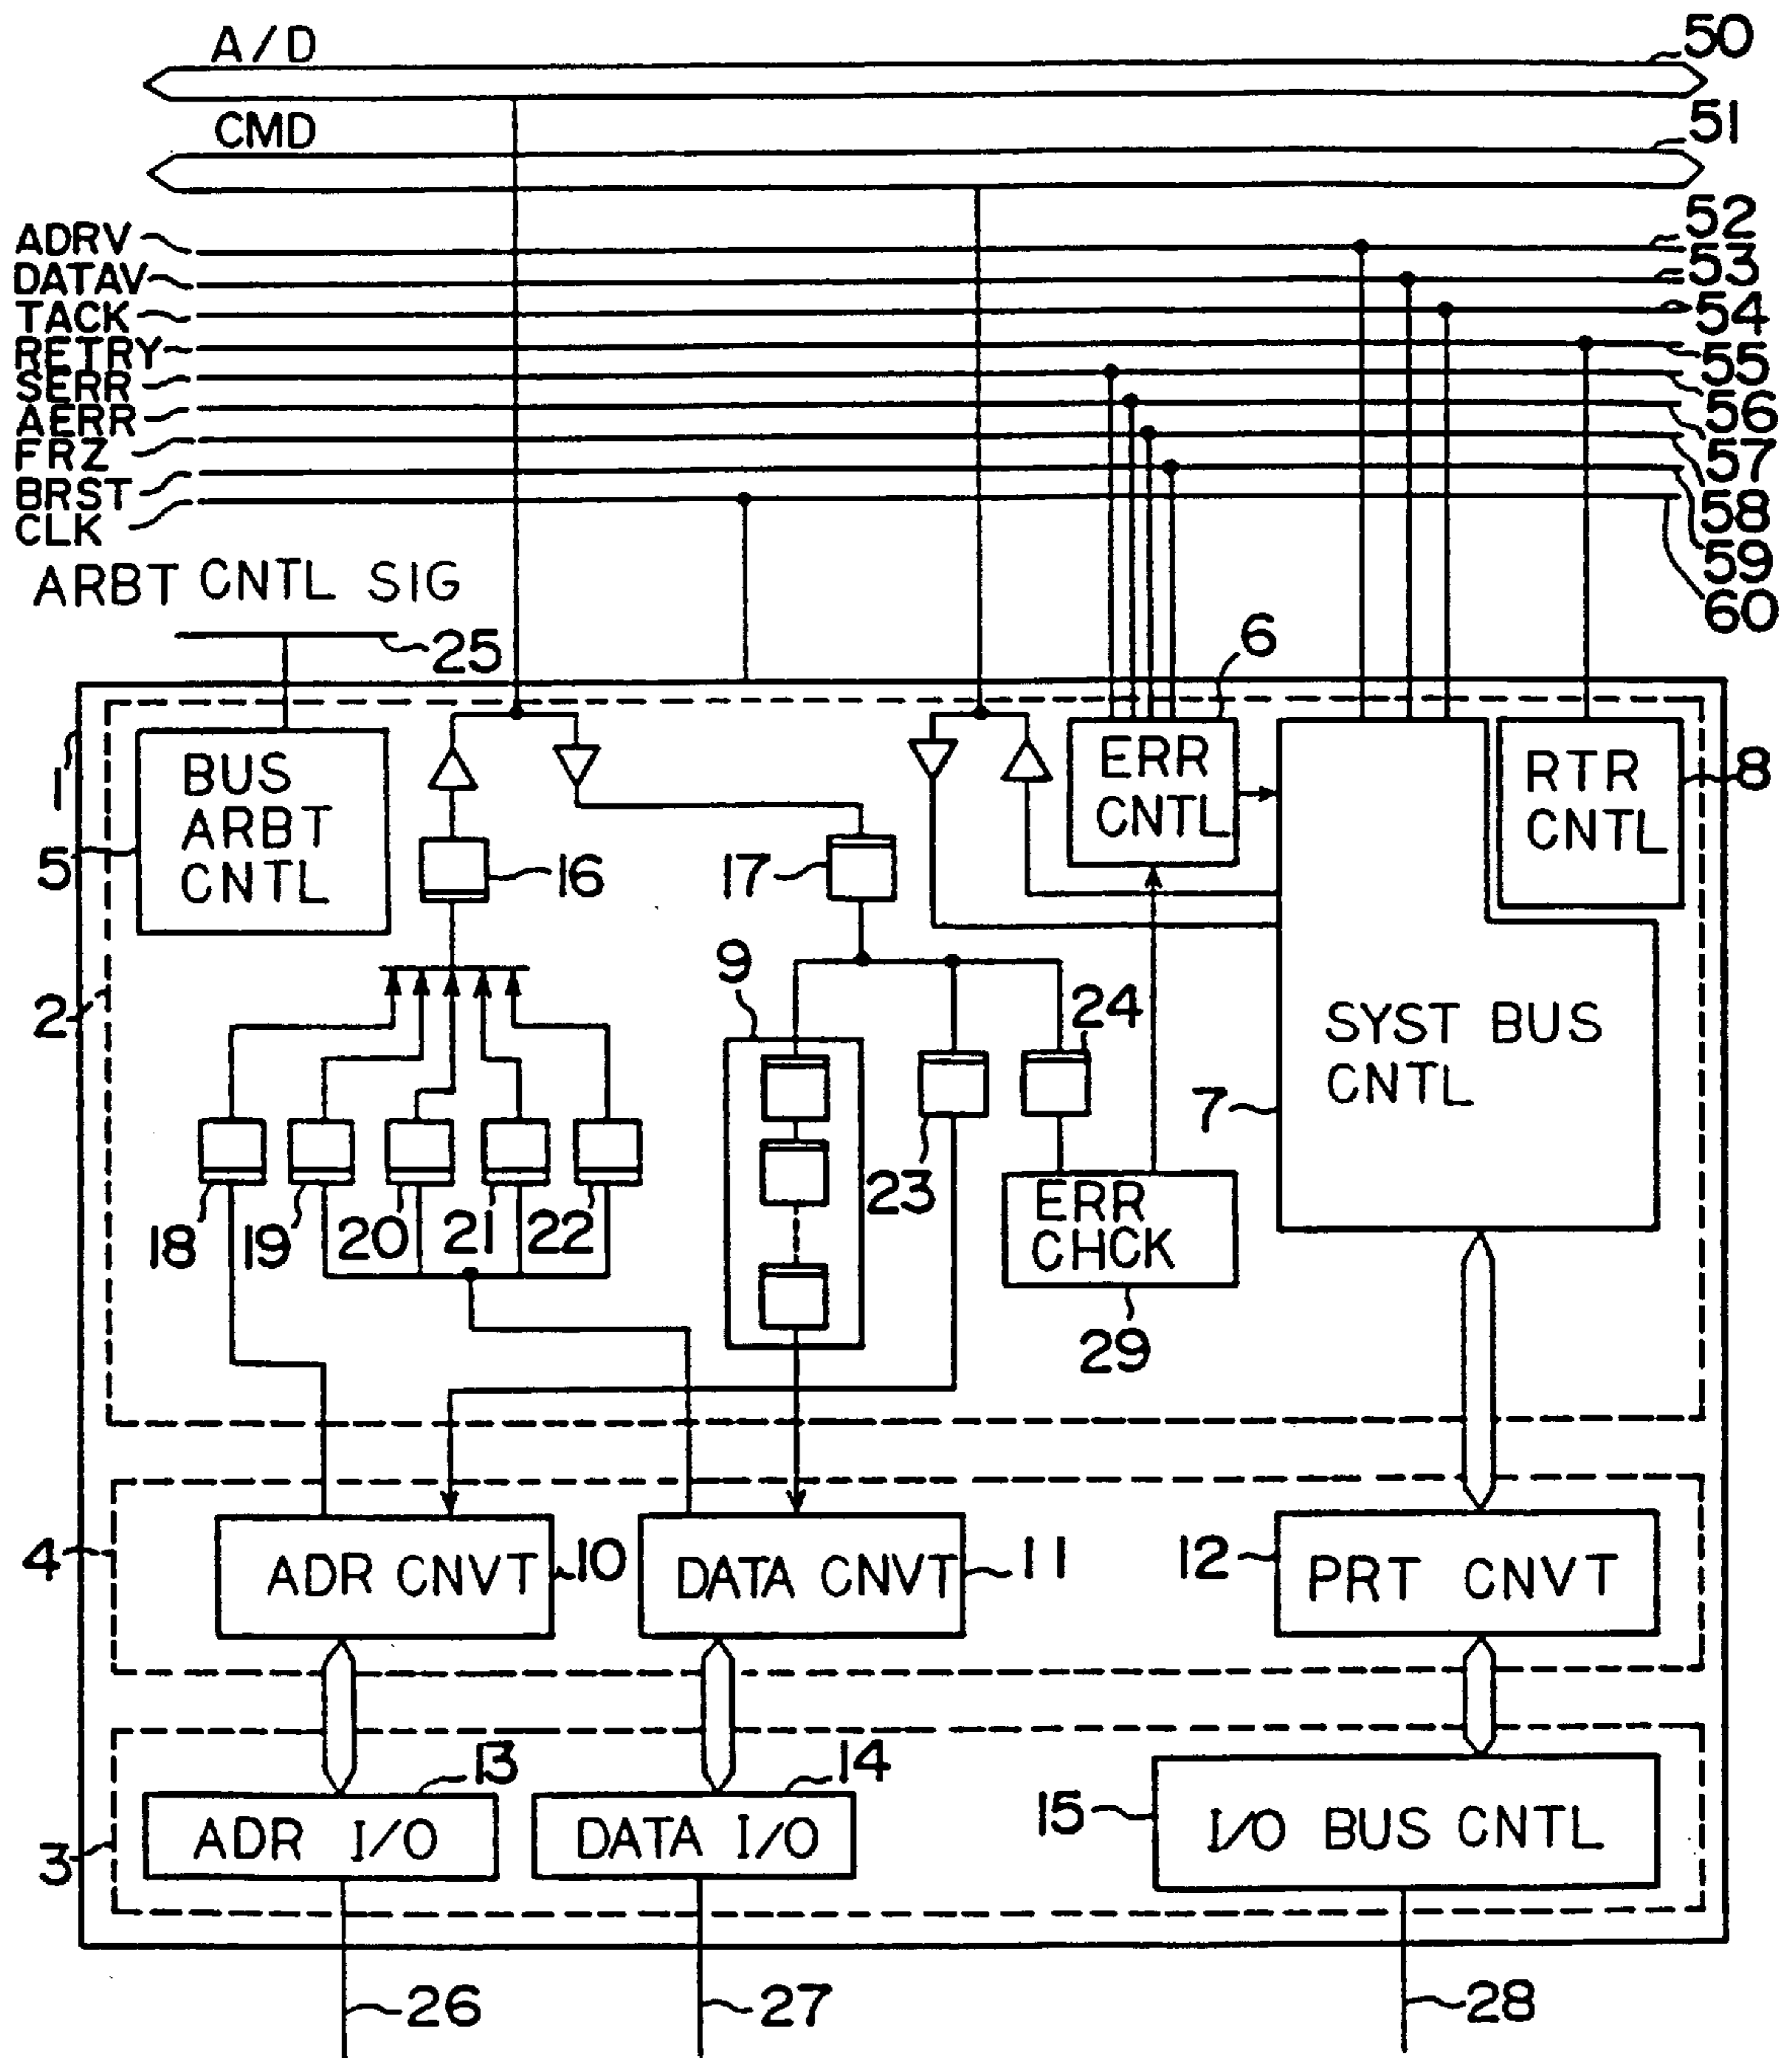 A/D
50
CMD
51
ADRV
52
DATAV
53
TACK
54
RETRY
55
SERR
56
AERR
57
FRZ
58
BRST
59
CLK
60
ARBT CNTL SIG
25
6
1
BUS
ARBT
CNTL
5
ERR
CNTL
RTR
CNTL
8
16
17
2
9
24
SYST BUS
CNTL
7
18
19
20
21
22
23
ERR
CHCK
29
4
ADR CNVT
10
DATA CNVT
11
12
PRT CNVT
13
14
3
ADR I/O
DATA I/O
15
I/O BUS CNTL
26
27
28